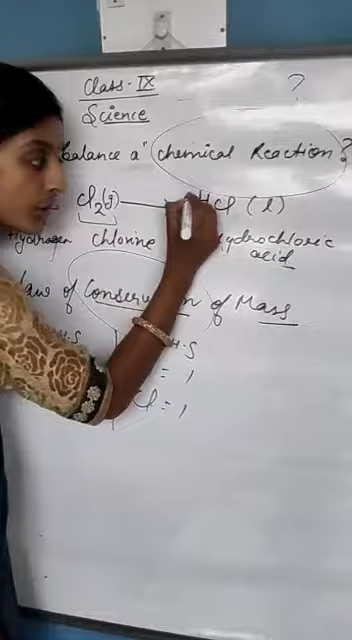 Class-IX ?
Science
balance a "chemical Reaction?
Cl2(g) → HCl (l)
Hydrogen chlorine hydrochloric
acid
law of Conservation of Mass
H.S H.S
= 1
Cl = 1